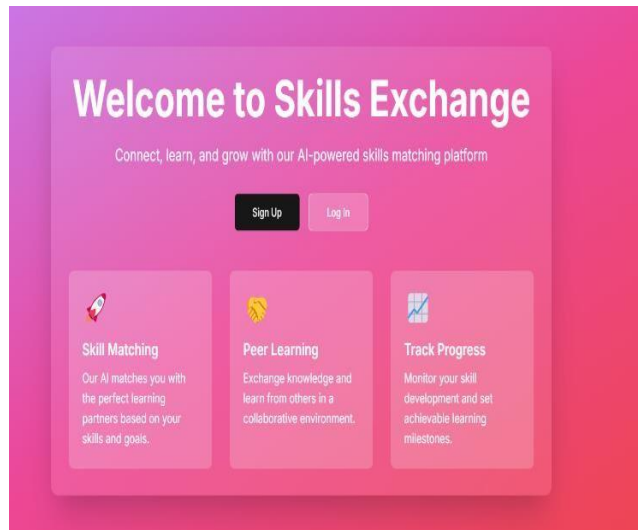 Welcome to Skills Exchange
Connect, learn, and grow with our AI-powered skills matching platform
Sign Up
Log In
Skill Matching
Our AI matches you with
the perfect learning
partners based on your
skills and goals.
Peer Learning
Exchange knowledge and
learn from others in a
collaborative environment.
Track Progress
Monitor your skill
development and set
achievable learning
milestones.